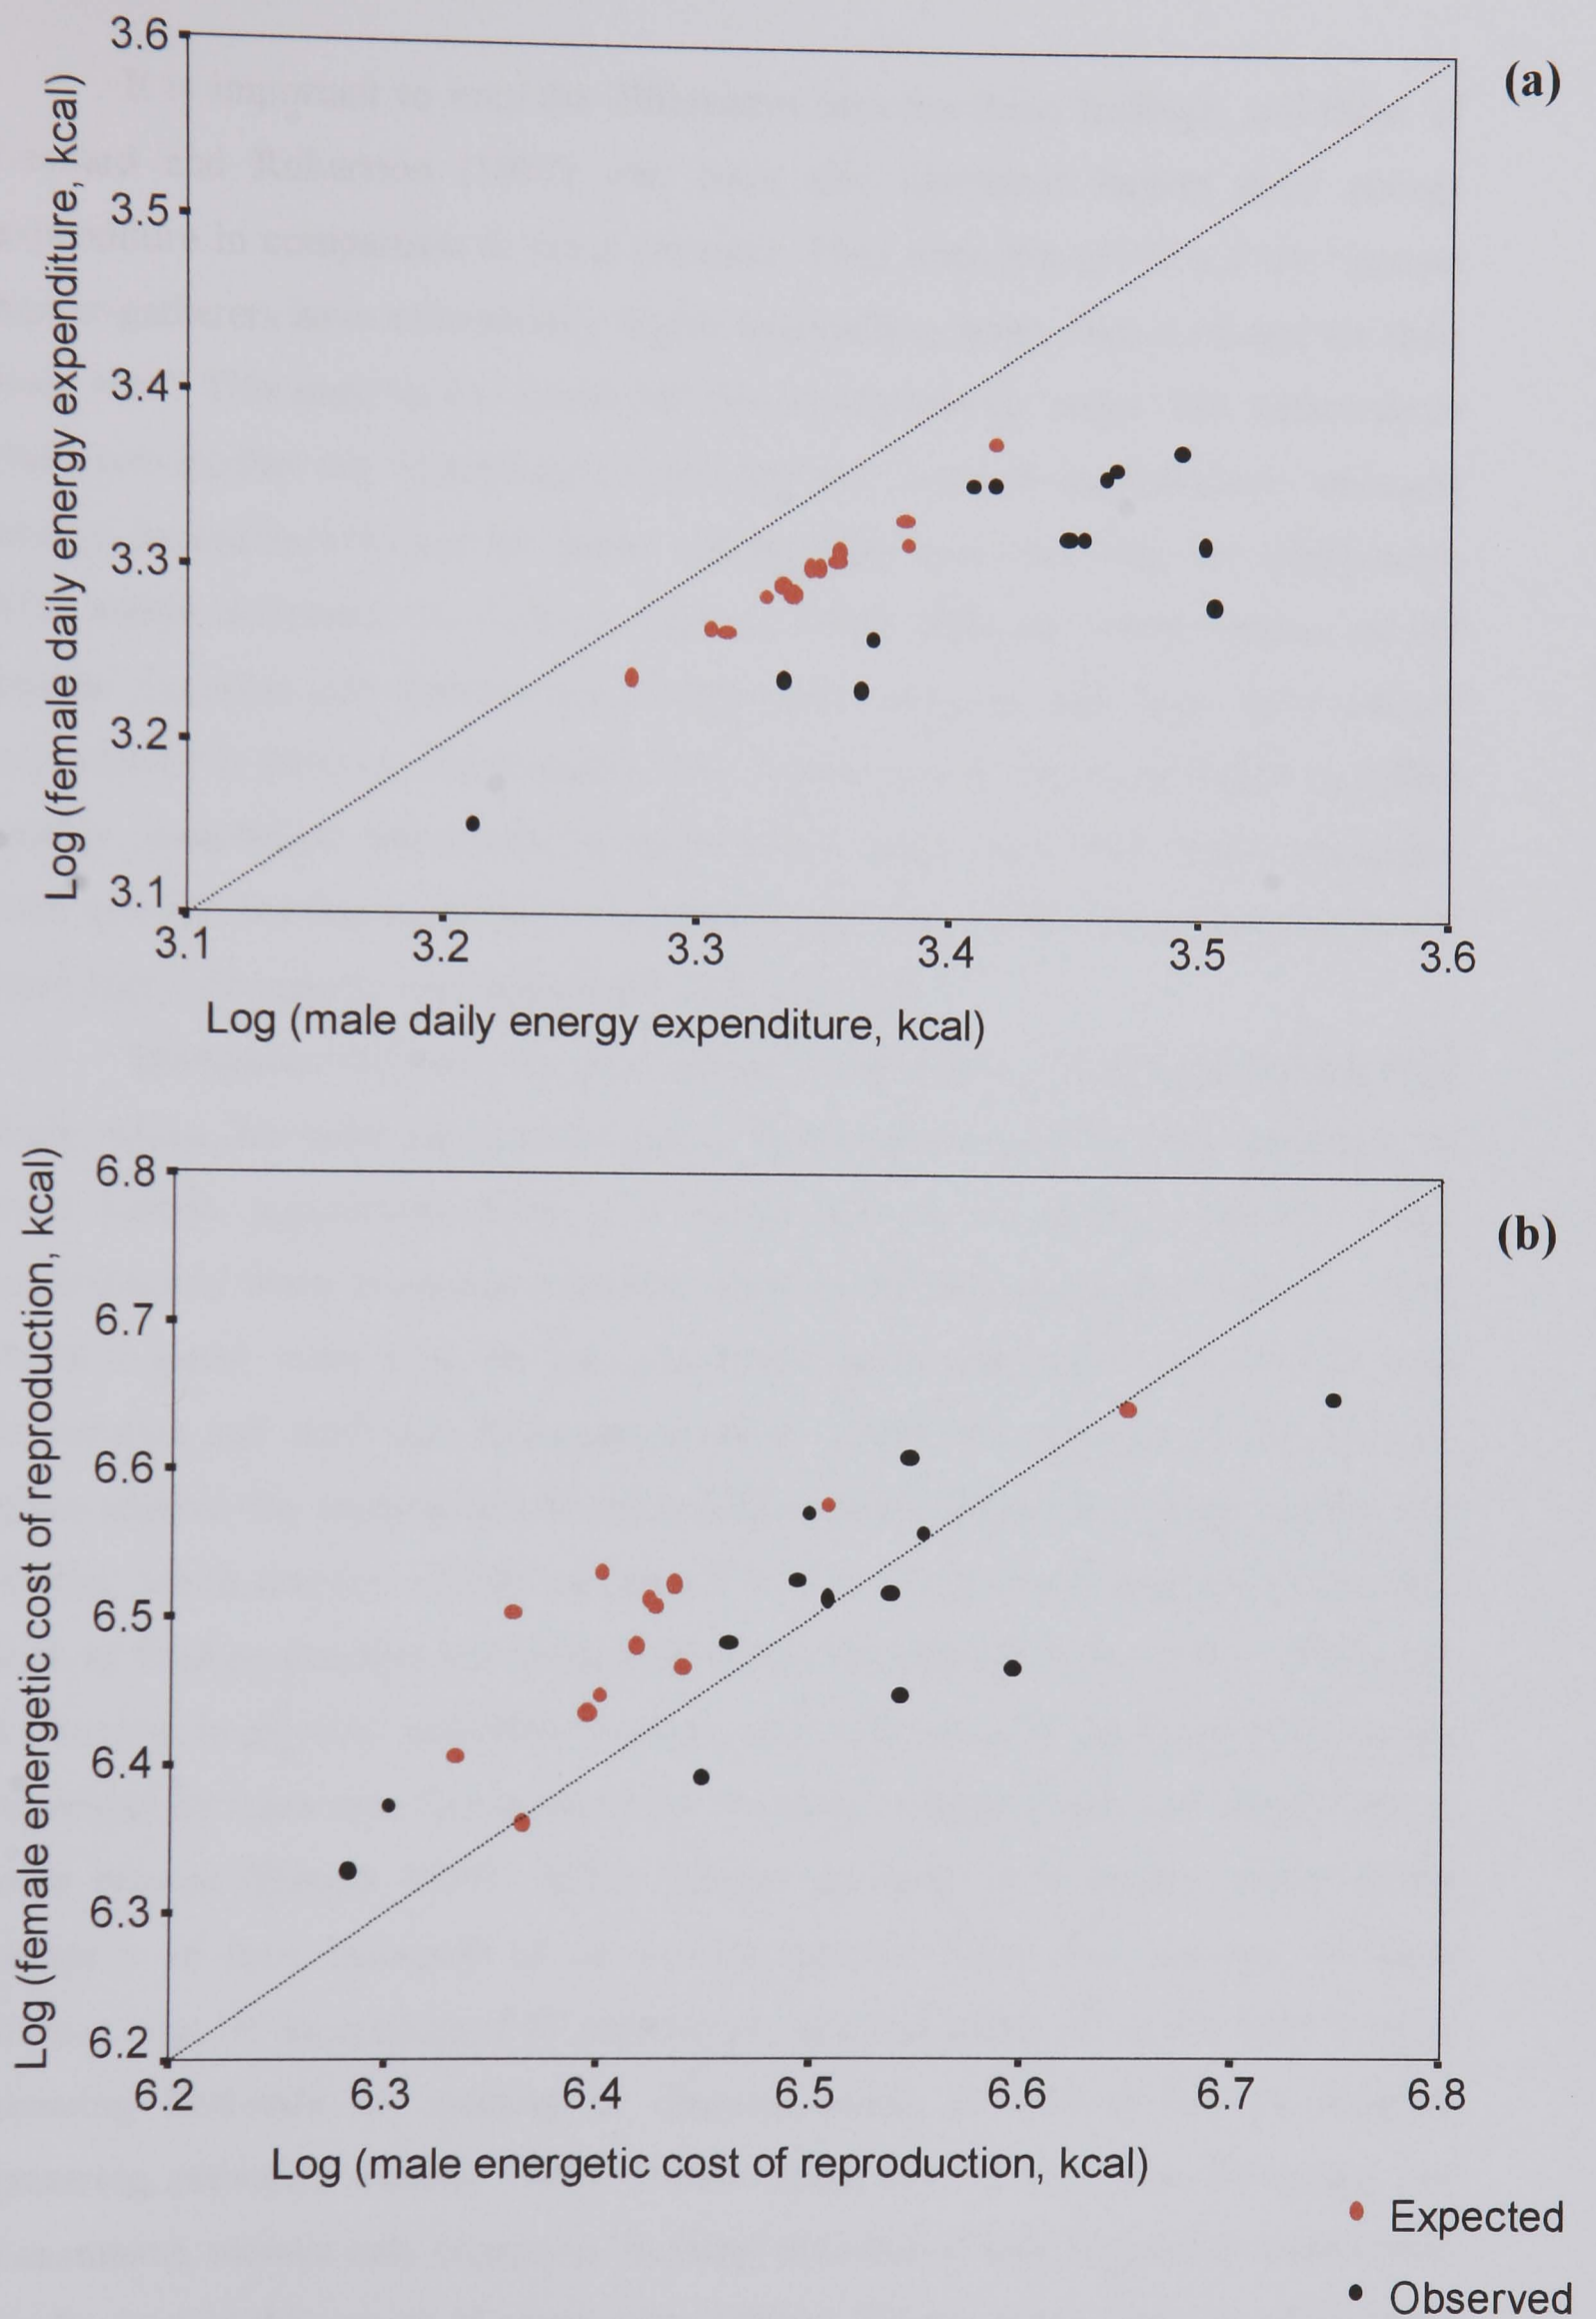 (a)
Log (female daily energy expenditure, kcal)
3.6
3.5
3.4
3.3
3.2
3.1
3.1 3.2 3.3 3.4 3.5 3.6
Log (male daily energy expenditure, kcal)
(b)
Log (female energetic cost of reproduction, kcal)
6.8
6.7
6.6
6.5
6.4
6.3
6.2
6.2 6.3 6.4 6.5 6.6 6.7 6.8
Log (male energetic cost of reproduction, kcal)
Expected
Observed